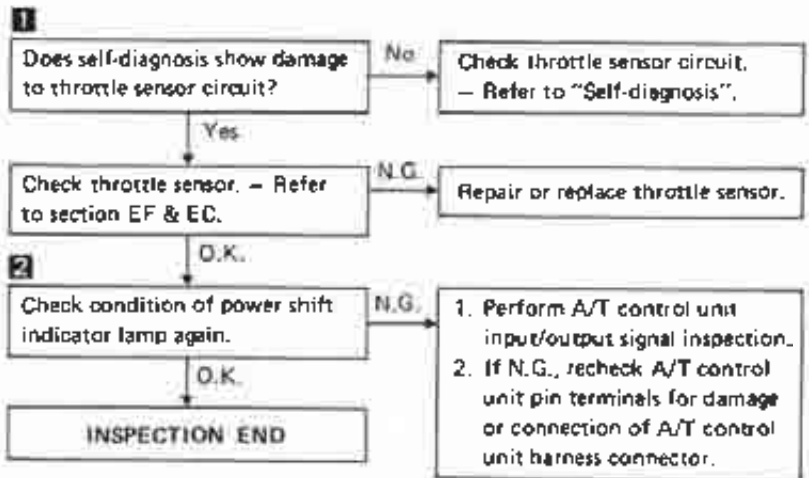 1
Does self-diagnosis show damage
to throttle sensor circuit?
No
Check throttle sensor circuit.
– Refer to "Self-diagnosis".
Yes
Check throttle sensor. – Refer
to section EF & EC.
N.G.
Repair or replace throttle sensor.
O.K.
2
Check condition of power shift
indicator lamp again.
N.G.
1. Perform A/T control unit
input/output signal inspection.
2. If N.G., recheck A/T control
unit pin terminals for damage
or connection of A/T control
unit harness connector.
O.K.
INSPECTION END